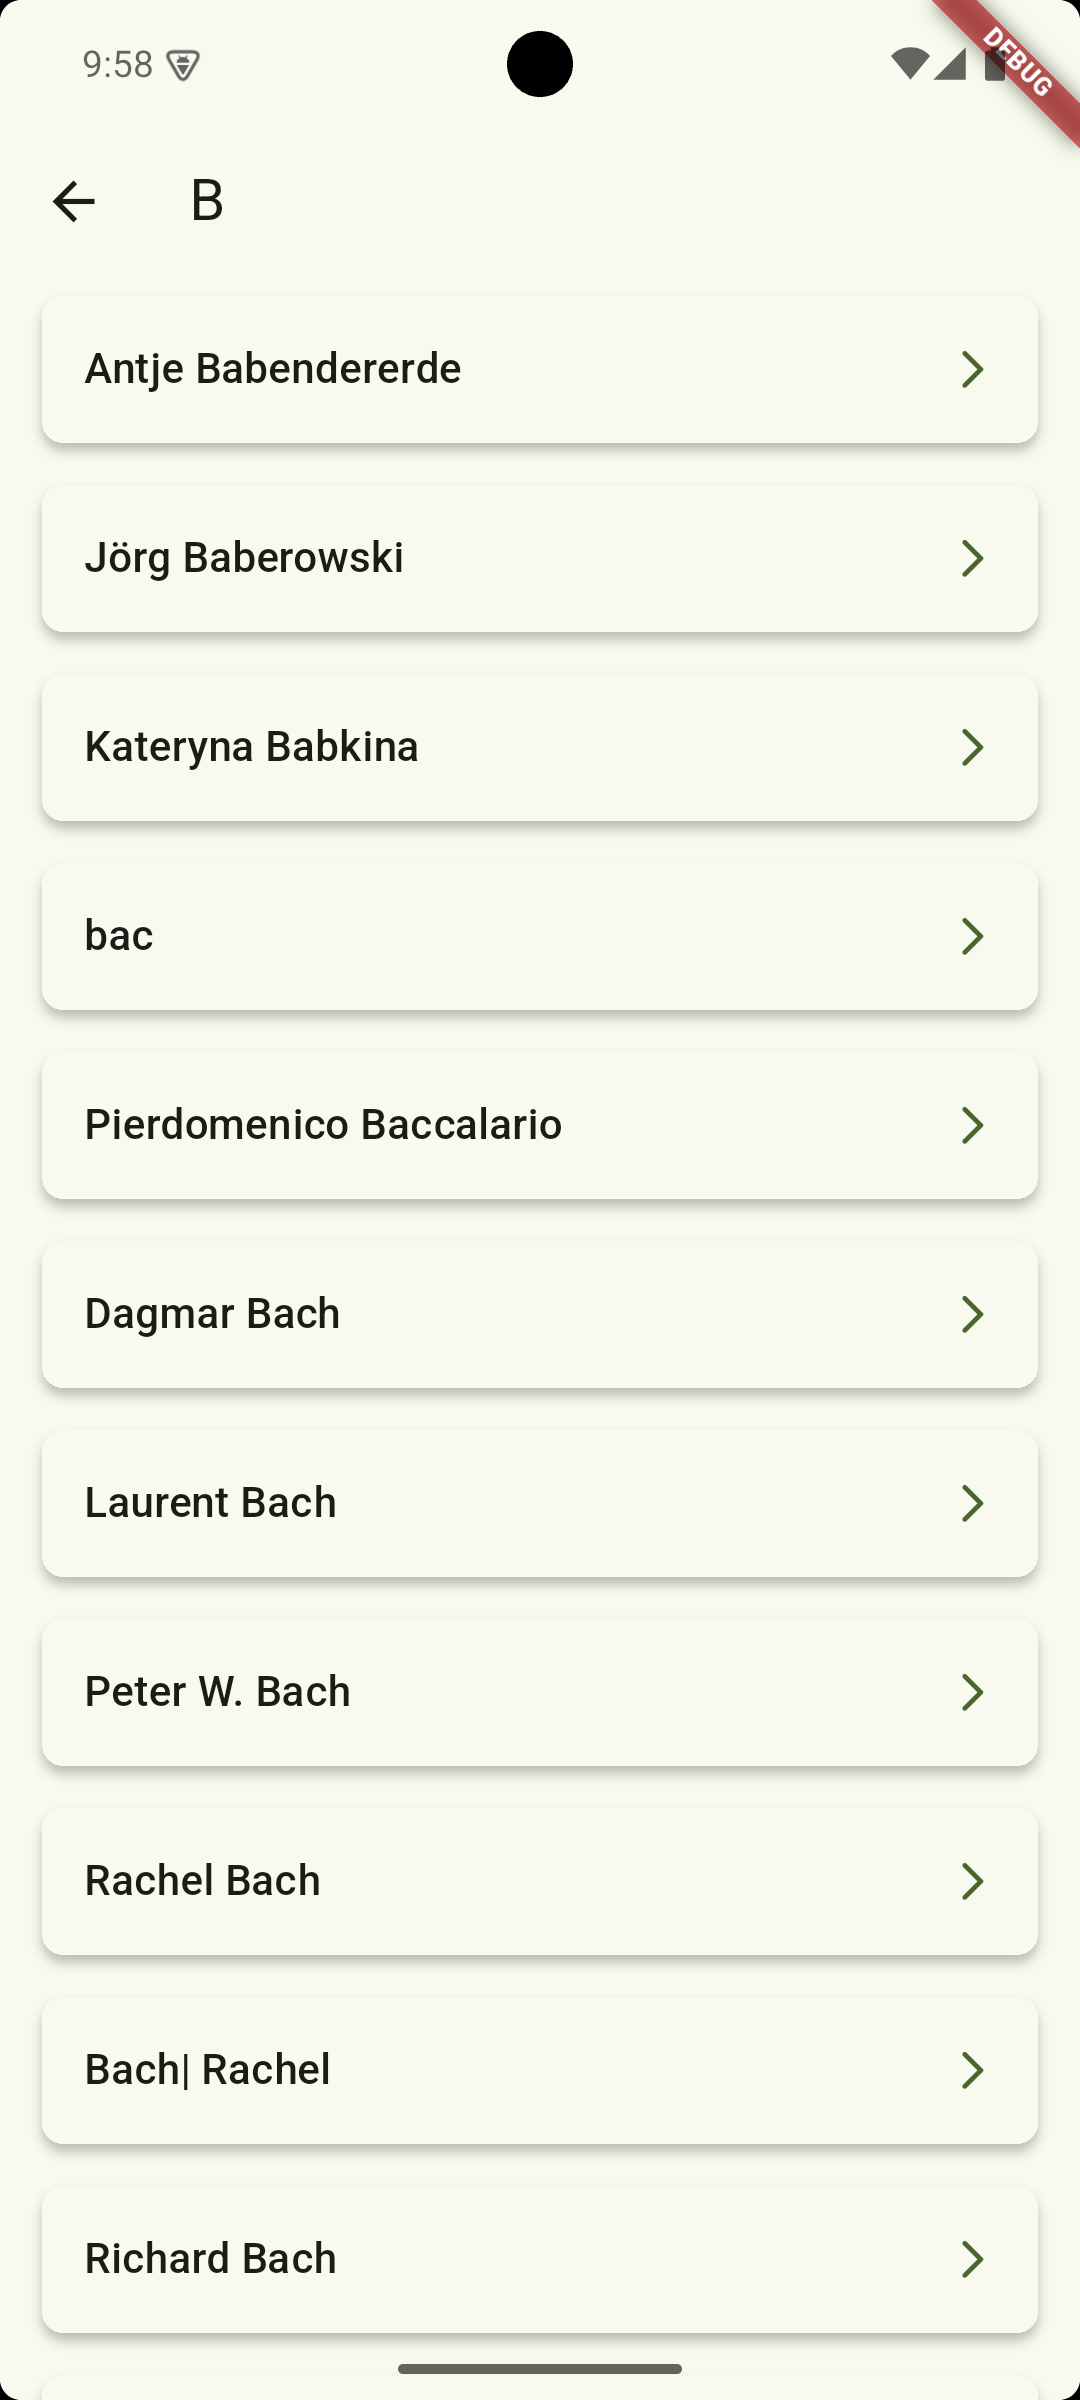 9:58
DEBUG
B
Antje Babendererde
Jörg Baberowski
Kateryna Babkina
bac
Pierdomenico Baccalario
Dagmar Bach
Laurent Bach
Peter W. Bach
Rachel Bach
Bach| Rachel
Richard Bach